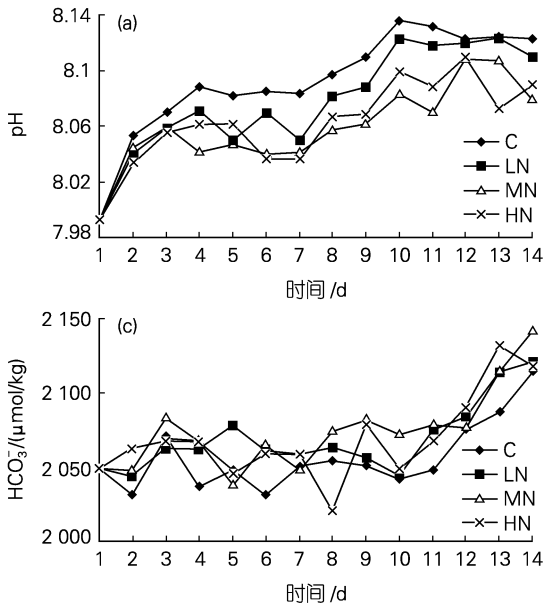 (a)
8.14
8.1
8.06
8.02
7.98
pH
C
LN
MN
HN
1 2 3 4 5 6 7 8 9 10 11 12 13 14
时间 /d
(c)
2 150
2 100
2 050
2 000
HCO₃⁻/(μmol/kg)
C
LN
MN
HN
1 2 3 4 5 6 7 8 9 10 11 12 13 14
时间 /d